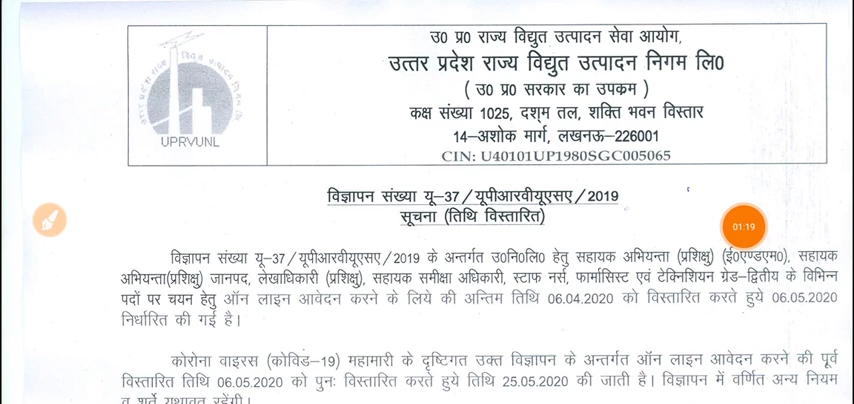 उ0 प्र0 राज्य विद्युत उत्पादन सेवा आयोग,
उत्तर प्रदेश राज्य विद्युत उत्पादन निगम लि0
( उ0 प्र0 सरकार का उपक्रम )
कक्ष संख्या 1025, दशम् तल, शक्ति भवन विस्तार
14–अशोक मार्ग, लखनऊ–226001
CIN: U40101UP1980SGC005065
UPRVUNL
विज्ञापन संख्या यू–37/यूपीआरवीयूएसए/2019
सूचना (तिथि विस्तारित)
01:19
विज्ञापन संख्या यू–37/यूपीआरवीयूएसए/2019 के अन्तर्गत उ0नि0लि0 हेतु सहायक अभियन्ता (प्रशिक्षु) (ई0एण्डएम0), सहायक
अभियन्ता(प्रशिक्षु) जानपद, लेखाधिकारी (प्रशिक्षु), सहायक समीक्षा अधिकारी, स्टाफ नर्स, फार्मासिस्ट एवं टेक्निशियन ग्रेड–द्वितीय के विभिन्न
पदों पर चयन हेतु ऑन लाइन आवेदन करने के लिये की अन्तिम तिथि 06.04.2020 को विस्तारित करते हुये 06.05.2020
निर्धारित की गई है।
कोरोना वाइरस (कोविड–19) महामारी के दृष्टिगत उक्त विज्ञापन के अन्तर्गत ऑन लाइन आवेदन करने की पूर्व
विस्तारित तिथि 06.05.2020 को पुनः विस्तारित करते हुये तिथि 25.05.2020 की जाती है। विज्ञापन में वर्णित अन्य नियम
व शर्ते यथावत रहेंगी।